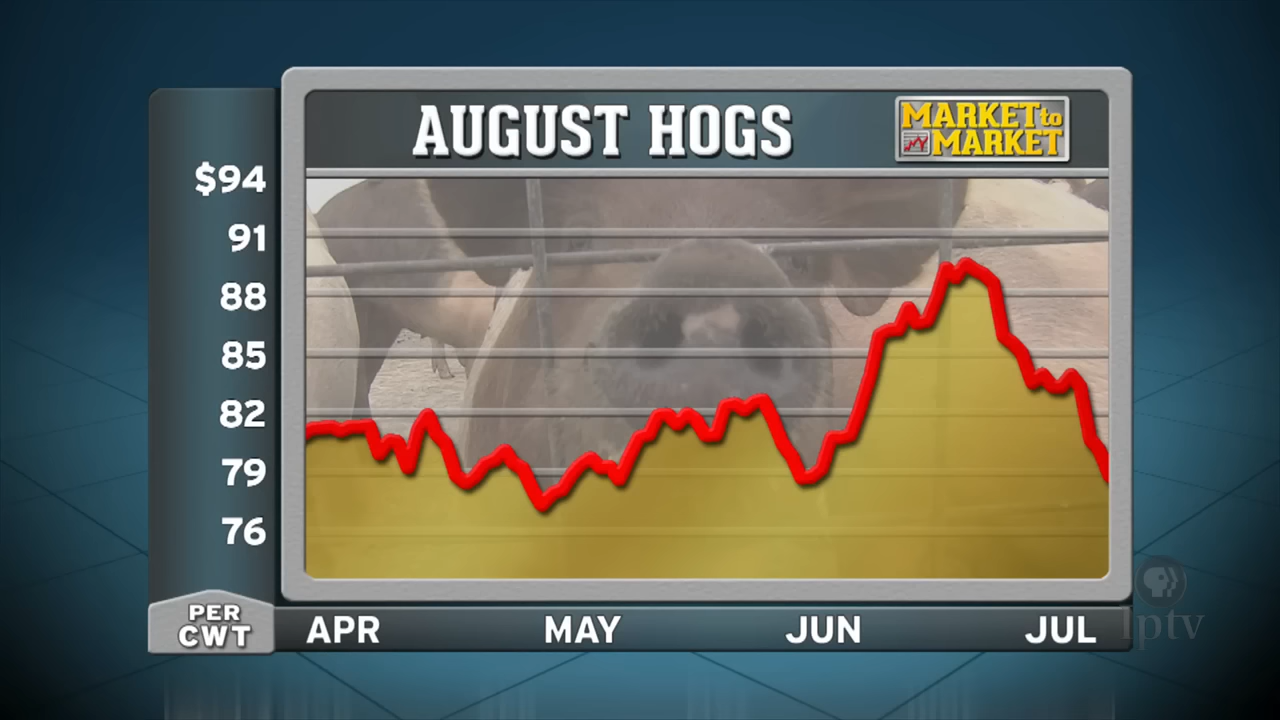 AUGUST HOGS
MARKET to
MARKET
$94
91
88
85
82
79
76
PER
CWT
APR MAY JUN JUL
Iptv